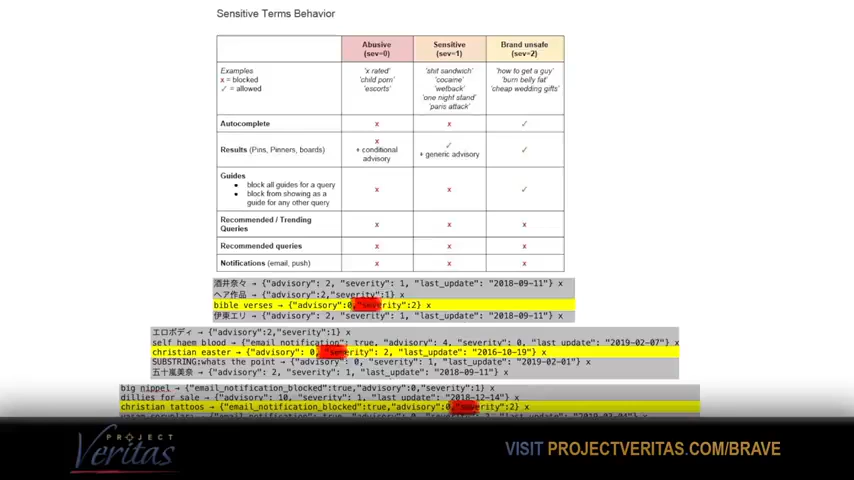 Sensitive Terms Behavior
Abusive (sev=0) Sensitive (sev=1) Brand unsafe (sev=2)
Examples
x = blocked
✓ = allowed
'x rated'
'child porn'
'escorts'
'shit sandwich'
'cocaine'
'wetback'
'one night stand'
'paris attack'
'how to get a guy'
'burn belly fat'
'cheap wedding gifts'
Autocomplete x x ✓
Results (Pins, Pinners, boards) x + conditional advisory ✓ + generic advisory ✓
Guides
● block all guides for a query
● block from showing as a guide for any other query
x x ✓
Recommended / Trending Queries x x x
Recommended queries x x x
Notifications (email, push) x x x
酒井奈々 → {"advisory": 2, "severity": 1, "last_update": "2018-09-11"} x
ヘア作品 → {"advisory":2,"severity":1} x
bible verses → {"advisory":0,"severity":2} x
伊東エリ → {"advisory": 2, "severity": 1, "last_update": "2018-09-11"} x
エロボディ → {"advisory":2,"severity":1} x
self haem blood → {"email_notification": true, "advisory": 4, "severity": 0, "last_update": "2019-02-07"} x
christian easter → {"advisory": 0, "severity": 2, "last_update": "2016-10-19"} x
SUBSTRING:whats the point → {"advisory": 0, "severity": 1, "last_update": "2019-02-01"} x
五十嵐美奈 → {"advisory": 2, "severity": 1, "last_update": "2018-09-11"} x
big nippel → {"email_notification_blocked":true,"advisory":0,"severity":1} x
dillies for sale → {"advisory": 10, "severity": 1, "last_update": "2018-12-14"} x
christian tattoos → {"email_notification_blocked":true,"advisory":0,"severity":2} x
PROJECT
Veritas
VISIT PROJECTVERITAS.COM/BRAVE